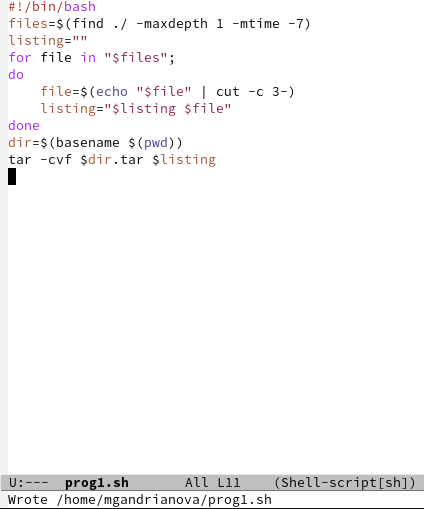 #!/bin/bash
files=$(find ./ -maxdepth 1 -mtime -7)
listing=""
for file in "$files";
do
    file=$(echo "$file" | cut -c 3-)
    listing="$listing $file"
done
dir=$(basename $(pwd))
tar -cvf $dir.tar $listing
U:---  prog1.sh       All L11    (Shell-script[sh])
Wrote /home/mgandrianova/prog1.sh